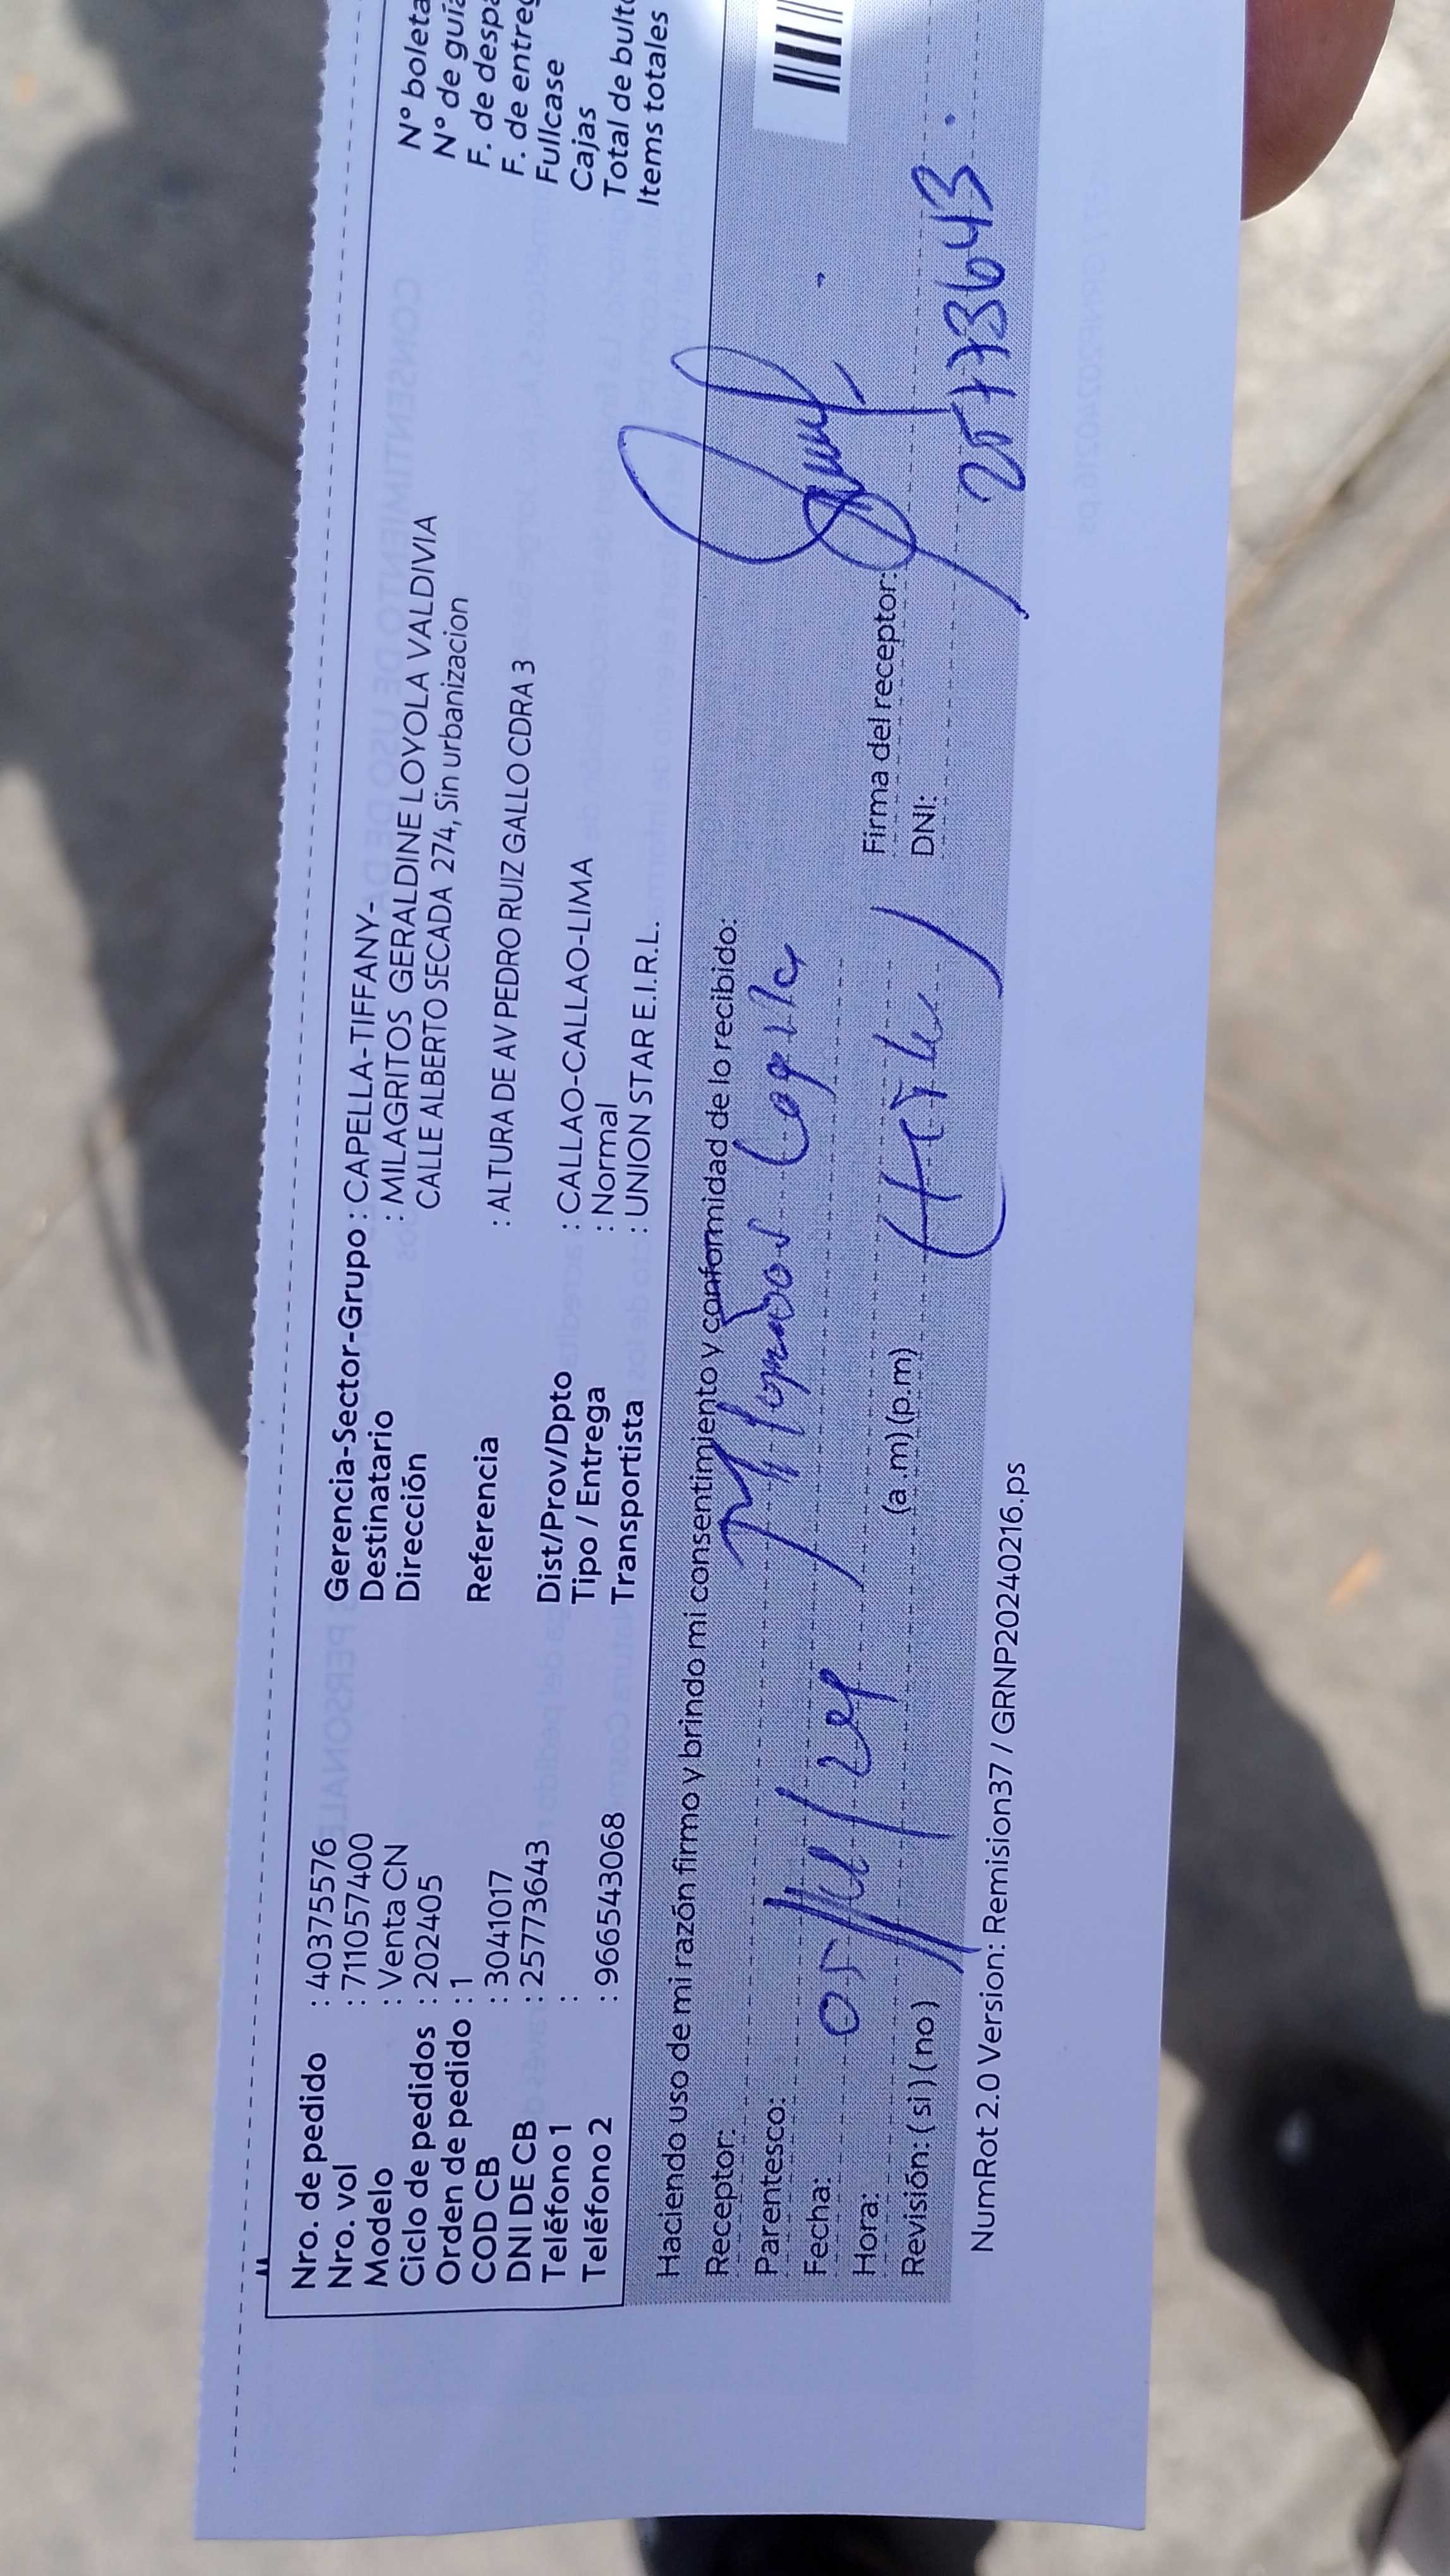 Nro. de pedido : 40375576
Nro. vol : 711057400
Modelo : Venta CN
Ciclo de pedidos : 202405
Orden de pedido : 1
COD CB : 3041017
DNI DE CB : 25773643
Teléfono 1 :
Teléfono 2 : 966543068
Gerencia-Sector-Grupo : CAPELLA-TIFFANY-
Destinatario : MILAGRITOS GERALDINE LOYOLA VALDIVIA
Dirección CALLE ALBERTO SECADA 274, Sin urbanizacion
Referencia : ALTURA DE AV PEDRO RUIZ GALLO CDRA 3
Dist/Prov/Dpto : CALLAO-CALLAO-LIMA
Tipo / Entrega : Normal
Transportista : UNION STAR E.I.R.L.
N° boleta
N° de guía
F. de despa
F. de entreg
Fullcase
Cajas
Total de bulto
Items totales
Haciendo uso de mi razón firmo y brindo mi consentimiento y conformidad de lo recibido:
Receptor:
Parentesco:
Fecha: 05
Hora: (a.m) (p.m)
Revisión: (si) (no)
Firma del receptor:
DNI: 25773643
NumRot 2.0 Version: Remision37 / GRNP20240216.ps